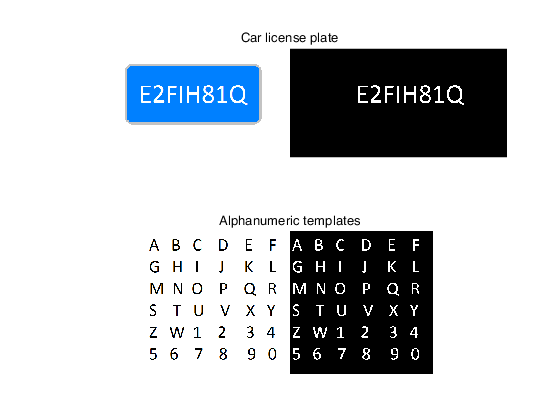 Car license plate
E2FIH81Q E2FIH81Q
Alphanumeric templates
A B C D E F A B C D E F
G H I J K L G H I J K L
M N O P Q R M N O P Q R
S T U V X Y S T U V X Y
Z W 1 2 3 4 Z W 1 2 3 4
5 6 7 8 9 0 5 6 7 8 9 0